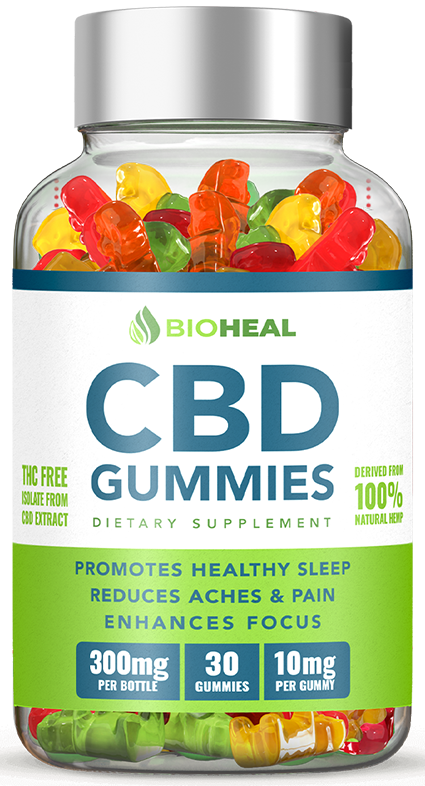 BIOHEAL
CBD
GUMMIES
DIETARY SUPPLEMENT
THC FREE
ISOLATE FROM
CBD EXTRACT
DERIVED FROM
100%
NATURAL HEMP
PROMOTES HEALTHY SLEEP
REDUCES ACHES & PAIN
ENHANCES FOCUS
300mg
PER BOTTLE
30
GUMMIES
10mg
PER GUMMY